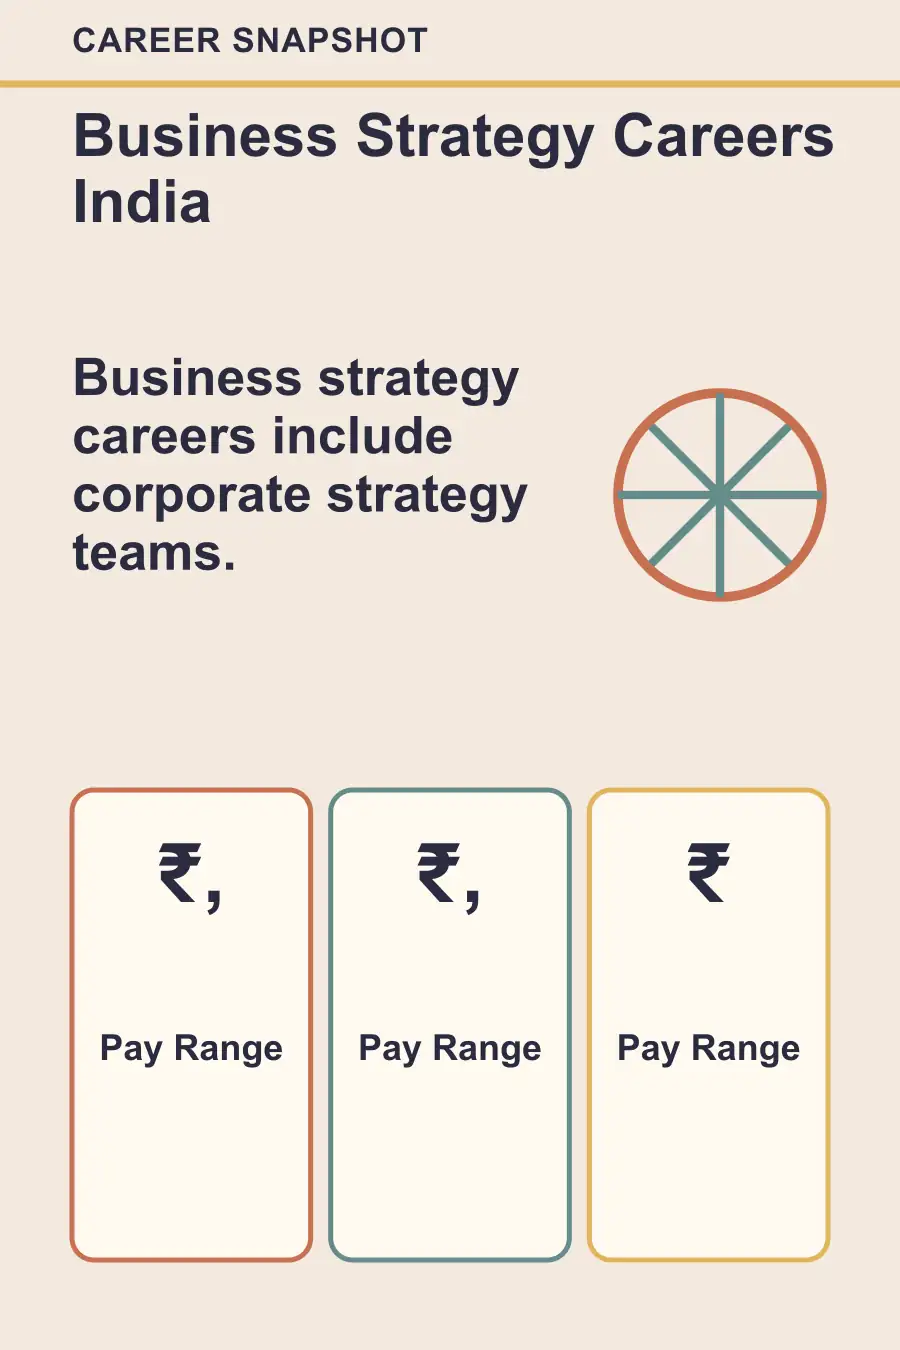 CAREER SNAPSHOT
Business Strategy Careers
India
Business strategy
careers include
corporate strategy
teams.
₹,
₹,
₹
Pay Range
Pay Range
Pay Range